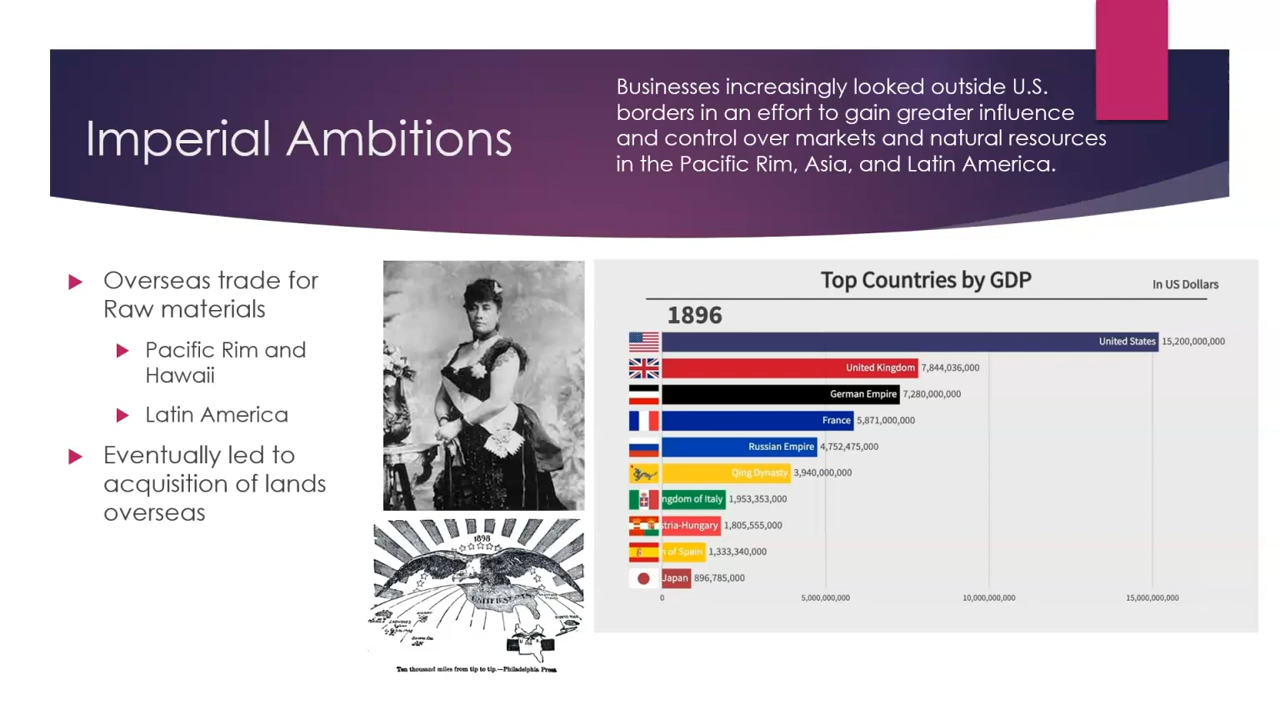 Imperial Ambitions
Businesses increasingly looked outside U.S.
borders in an effort to gain greater influence
and control over markets and natural resources
in the Pacific Rim, Asia, and Latin America.
Overseas trade for
Raw materials
Pacific Rim and
Hawaii
Latin America
Eventually led to
acquisition of lands
overseas
1898
UNITED STATES
Ten thousand miles from tip to tip.—Philadelphia Press.
Top Countries by GDP
In US Dollars
1896
United States 15,200,000,000
United Kingdom 7,844,036,000
German Empire 7,280,000,000
France 5,871,000,000
Russian Empire 4,752,475,000
Qing Dynasty 3,940,000,000
ngdom of Italy 1,953,353,000
stria-Hungary 1,805,555,000
n of Spain 1,333,340,000
Japan 896,785,000
0 5,000,000,000 10,000,000,000 15,000,000,000